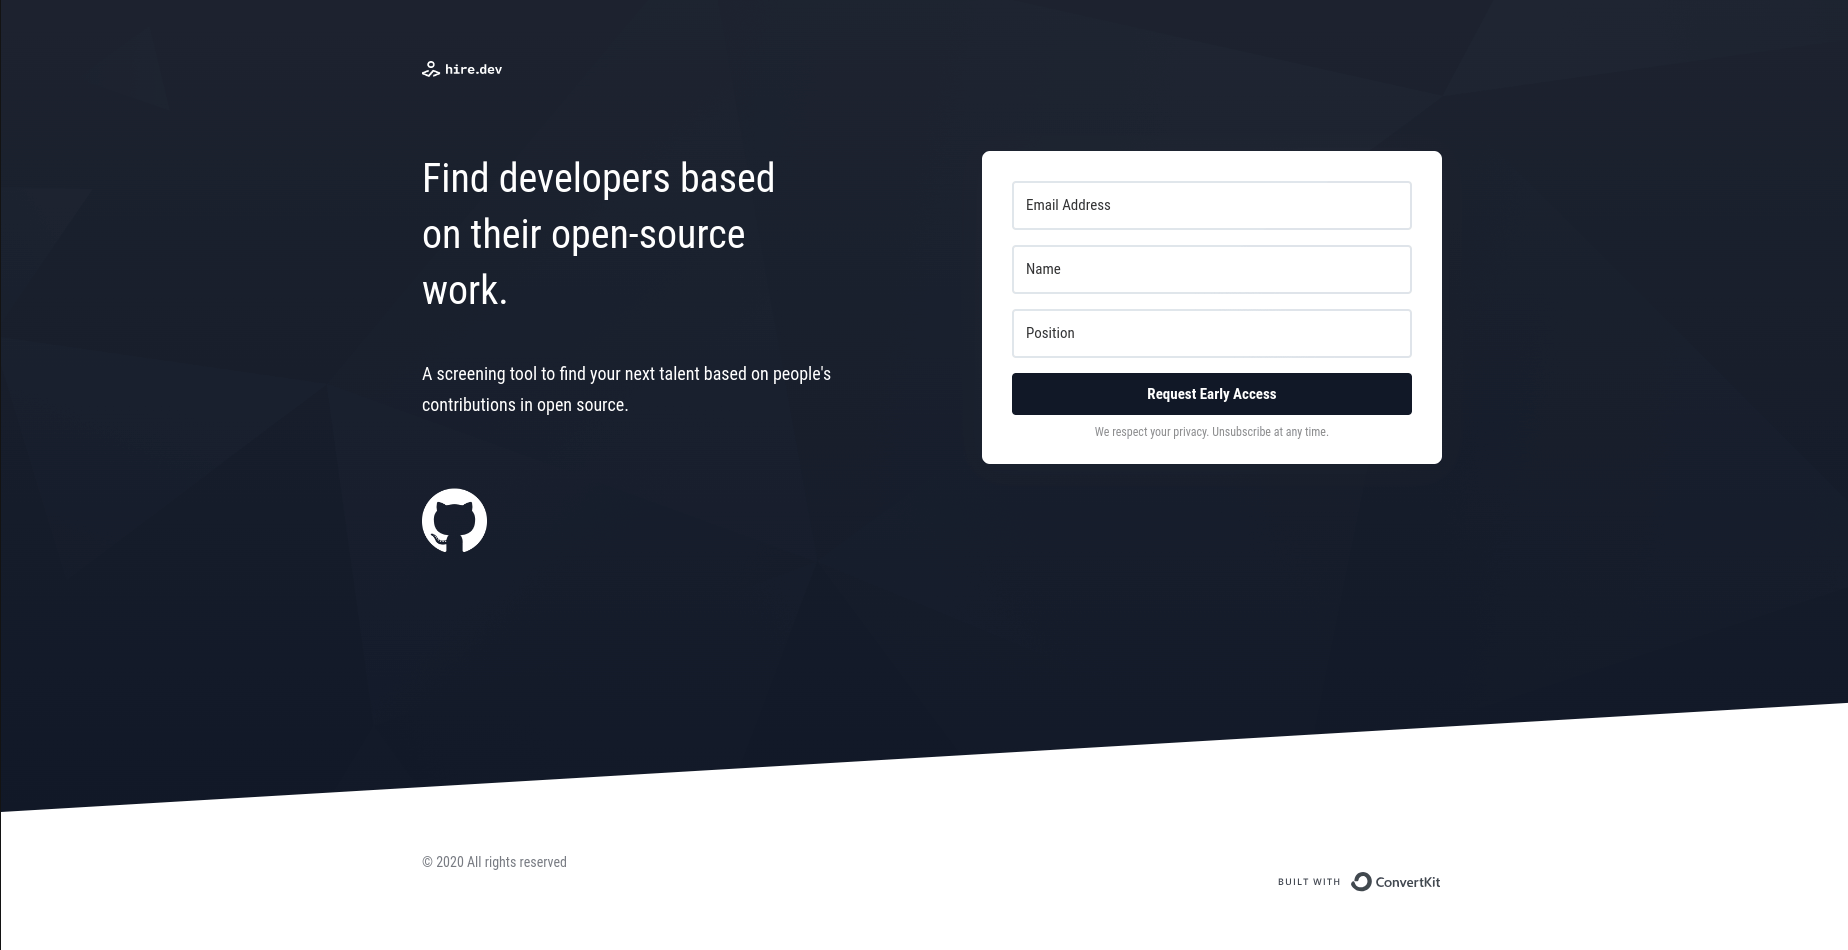 hire.dev
Find developers based
on their open-source
work.
A screening tool to find your next talent based on people's
contributions in open source.
Email Address
Name
Position
Request Early Access
We respect your privacy. Unsubscribe at any time.
© 2020 All rights reserved
BUILT WITH ConvertKit